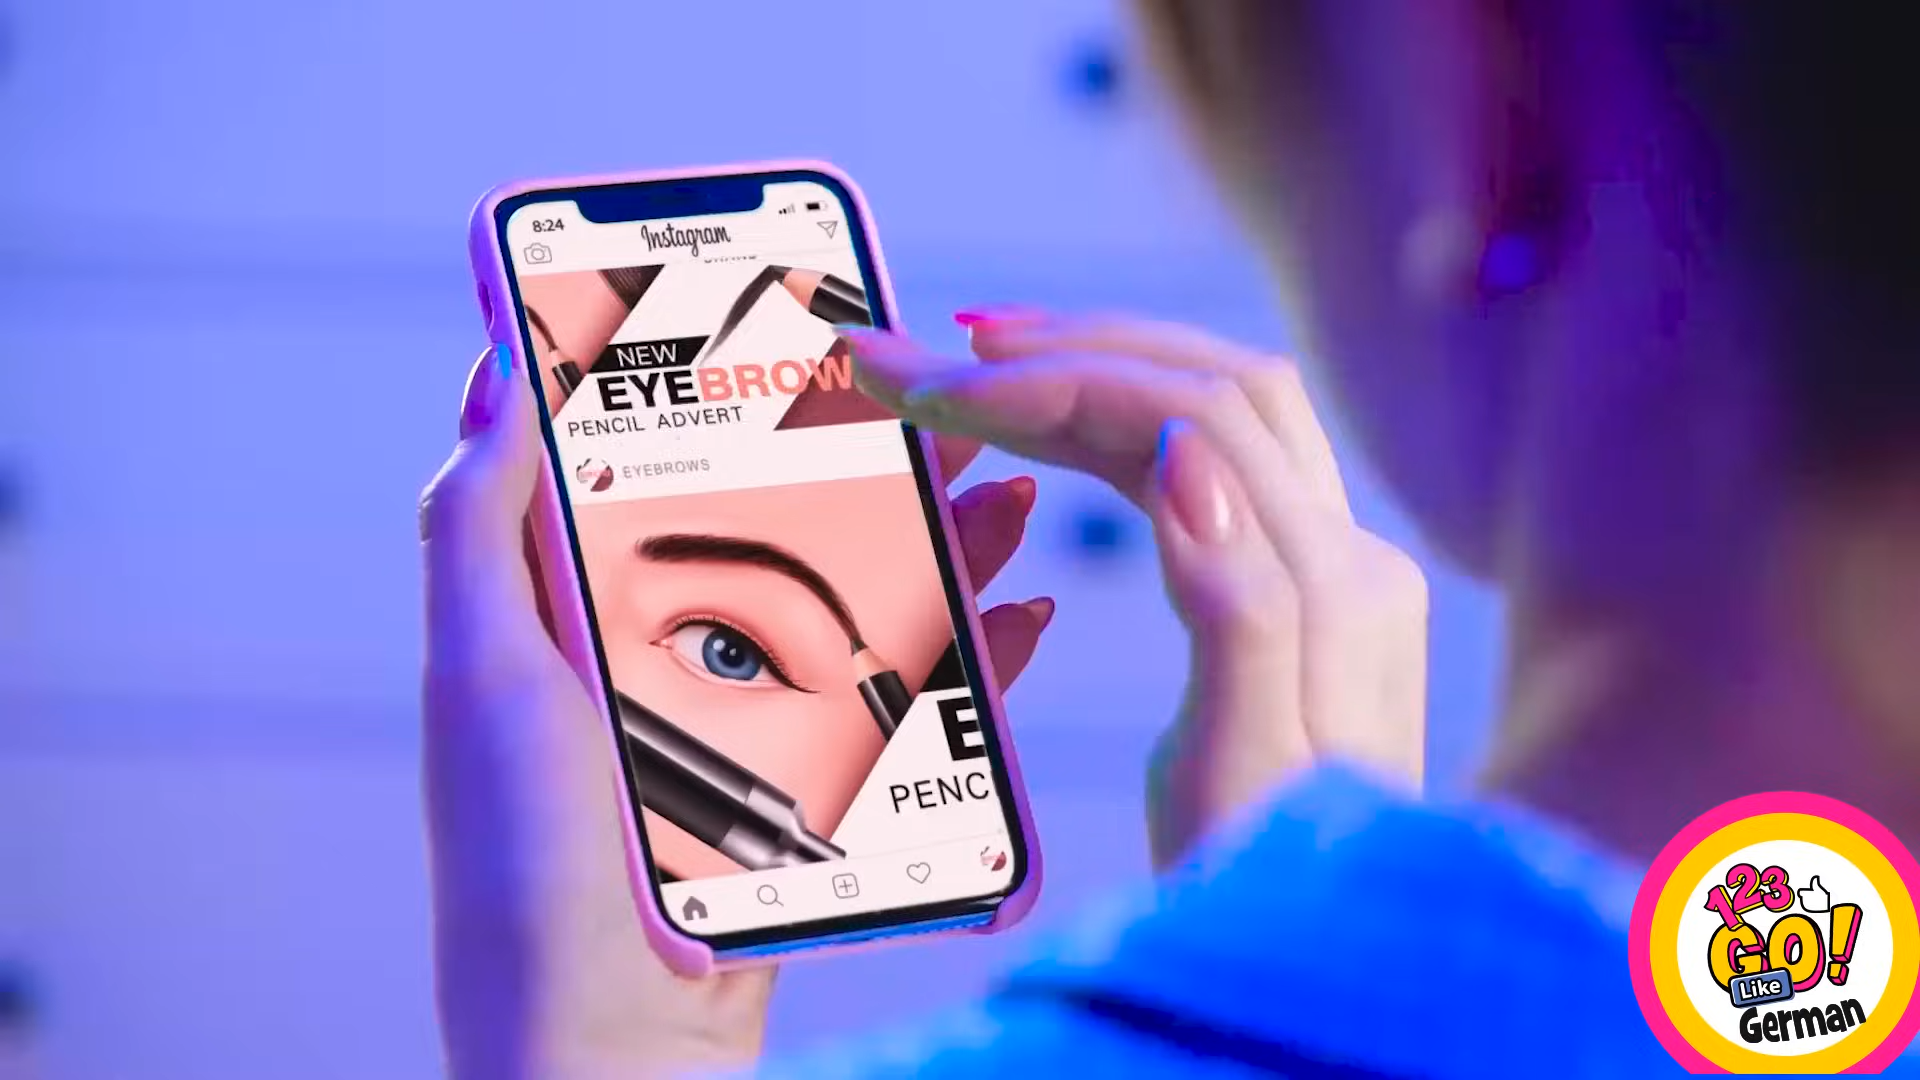 8:24
Instagram
NEW
EYEBROW
PENCIL ADVERT
EYEBROWS
E
PENC
123
GO!
Like
German